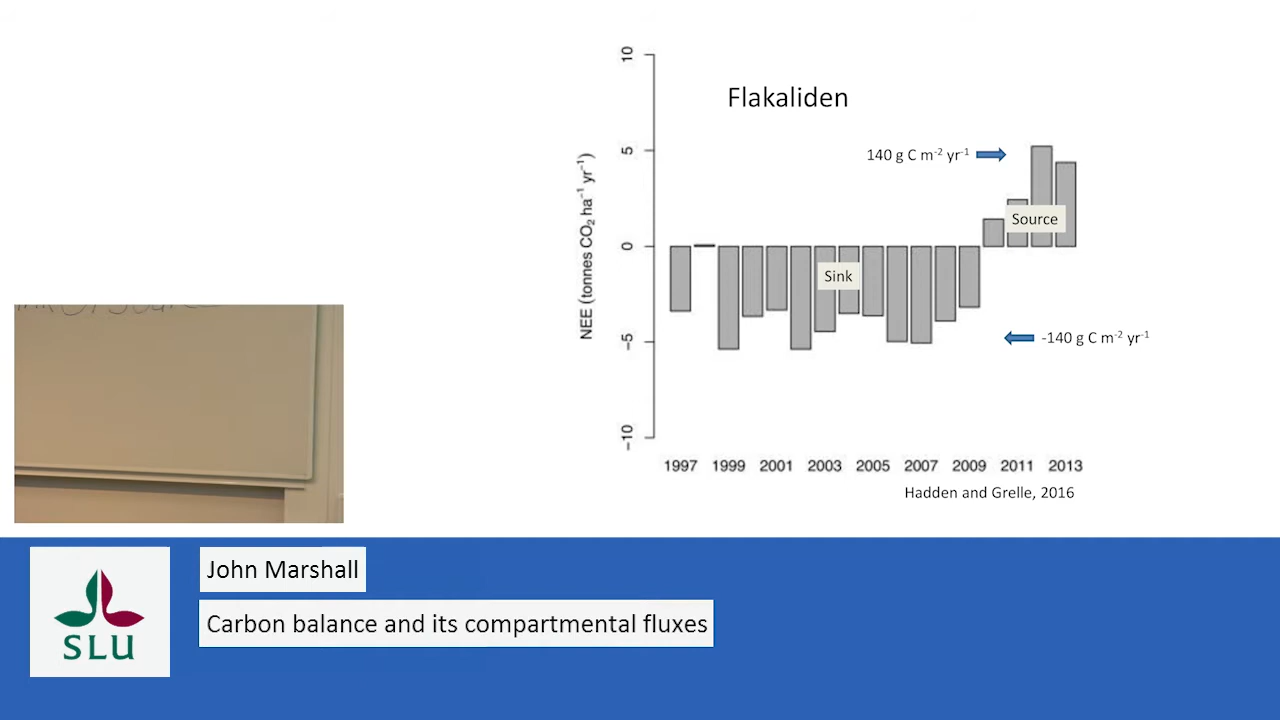 10
Flakaliden
140 g C m⁻² yr⁻¹
5
Source
0
Sink
NEE (tonnes CO₂ ha⁻¹ yr⁻¹)
-140 g C m⁻² yr⁻¹
−5
−10
1997 1999 2001 2003 2005 2007 2009 2011 2013
Hadden and Grelle, 2016
John Marshall
Carbon balance and its compartmental fluxes
SLU